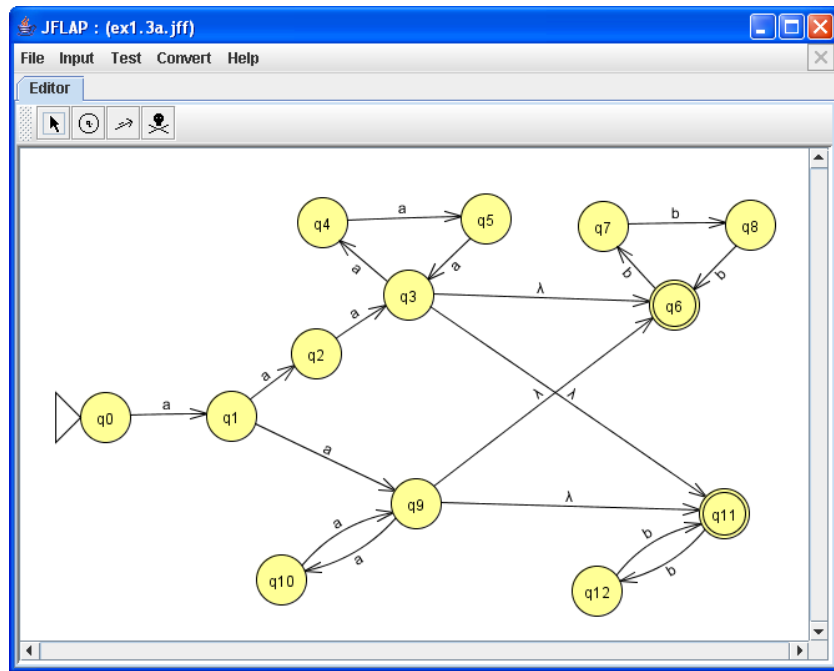 JFLAP : (ex1.3a.jff)
File Input Test Convert Help
Editor
q4 a q5 q7 b q8
a a b b
q3 λ q6
a
q2
a
q0 a q1
λ λ
a
q9 λ q11
a a b b
q10 q12